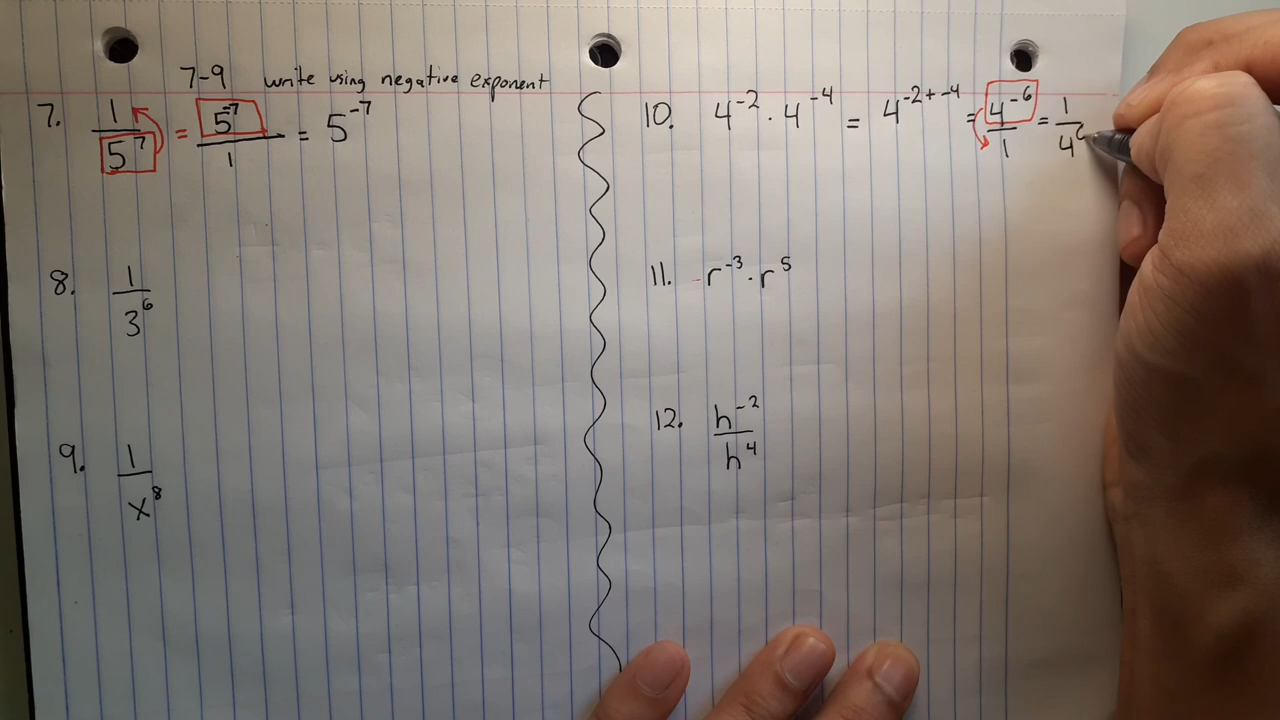 7-9 write using negative exponent
7. 1/5^7 = 5^-7/1 = 5^-7
8. 1/3^6
9. 1/x^8
10. 4^-2 · 4^-4 = 4^-2+-4 = 4^-6/1 = 1/4^6
11. r^-3 · r^5
12. h^-2/h^4